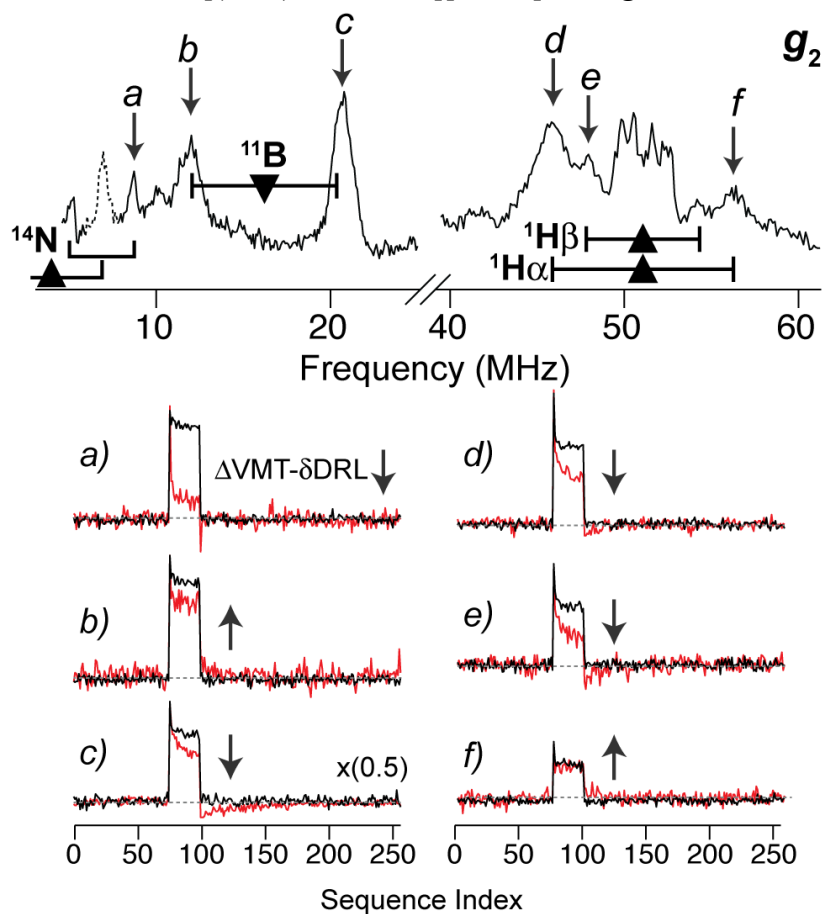 g2
a
b
c
d
e
f
11B
14N
1Hβ
1Hα
10
20
40
50
60
Frequency (MHz)
a)
ΔVMT-δDRL
d)
b)
e)
c)
x(0.5)
f)
0 50 100 150 200 250
0 50 100 150 200 250
Sequence Index